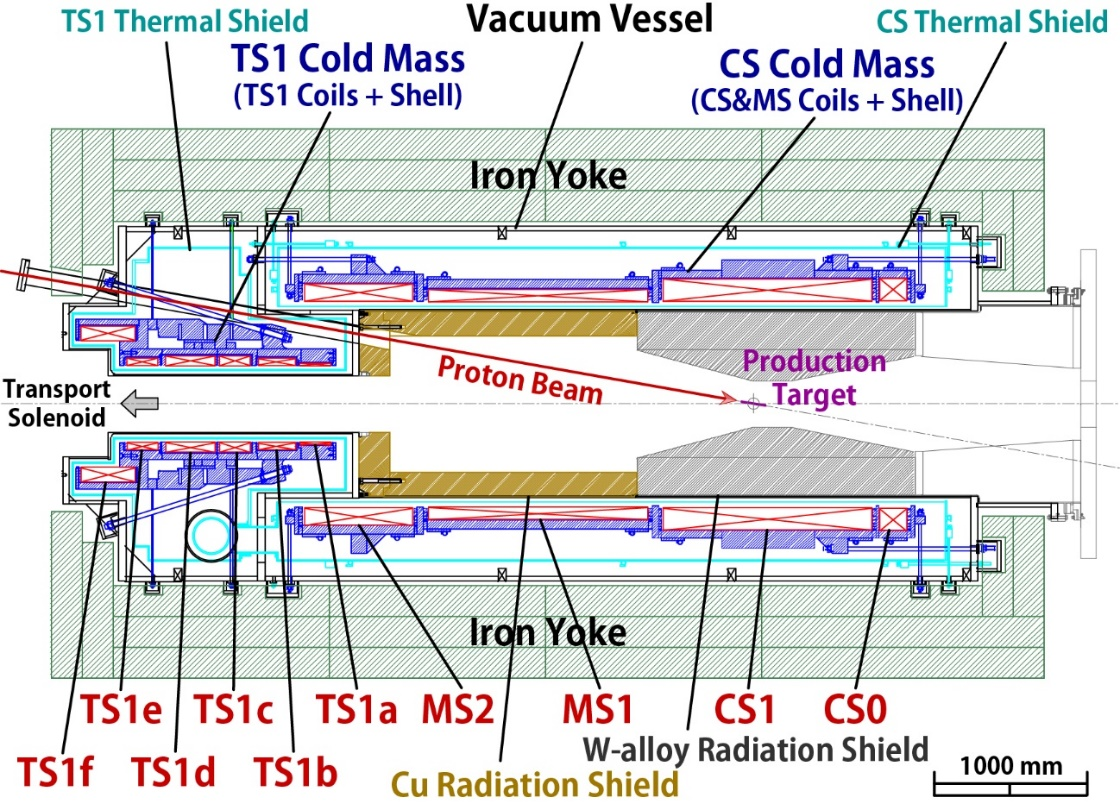 TS1 Thermal Shield
Vacuum Vessel
CS Thermal Shield
TS1 Cold Mass
(TS1 Coils + Shell)
CS Cold Mass
(CS&MS Coils + Shell)
Iron Yoke
Proton Beam
Production
Target
Transport
Solenoid
Iron Yoke
TS1e
TS1c
TS1a
MS2
MS1
CS1
CS0
TS1f
TS1d
TS1b
Cu Radiation Shield
W-alloy Radiation Shield
1000 mm